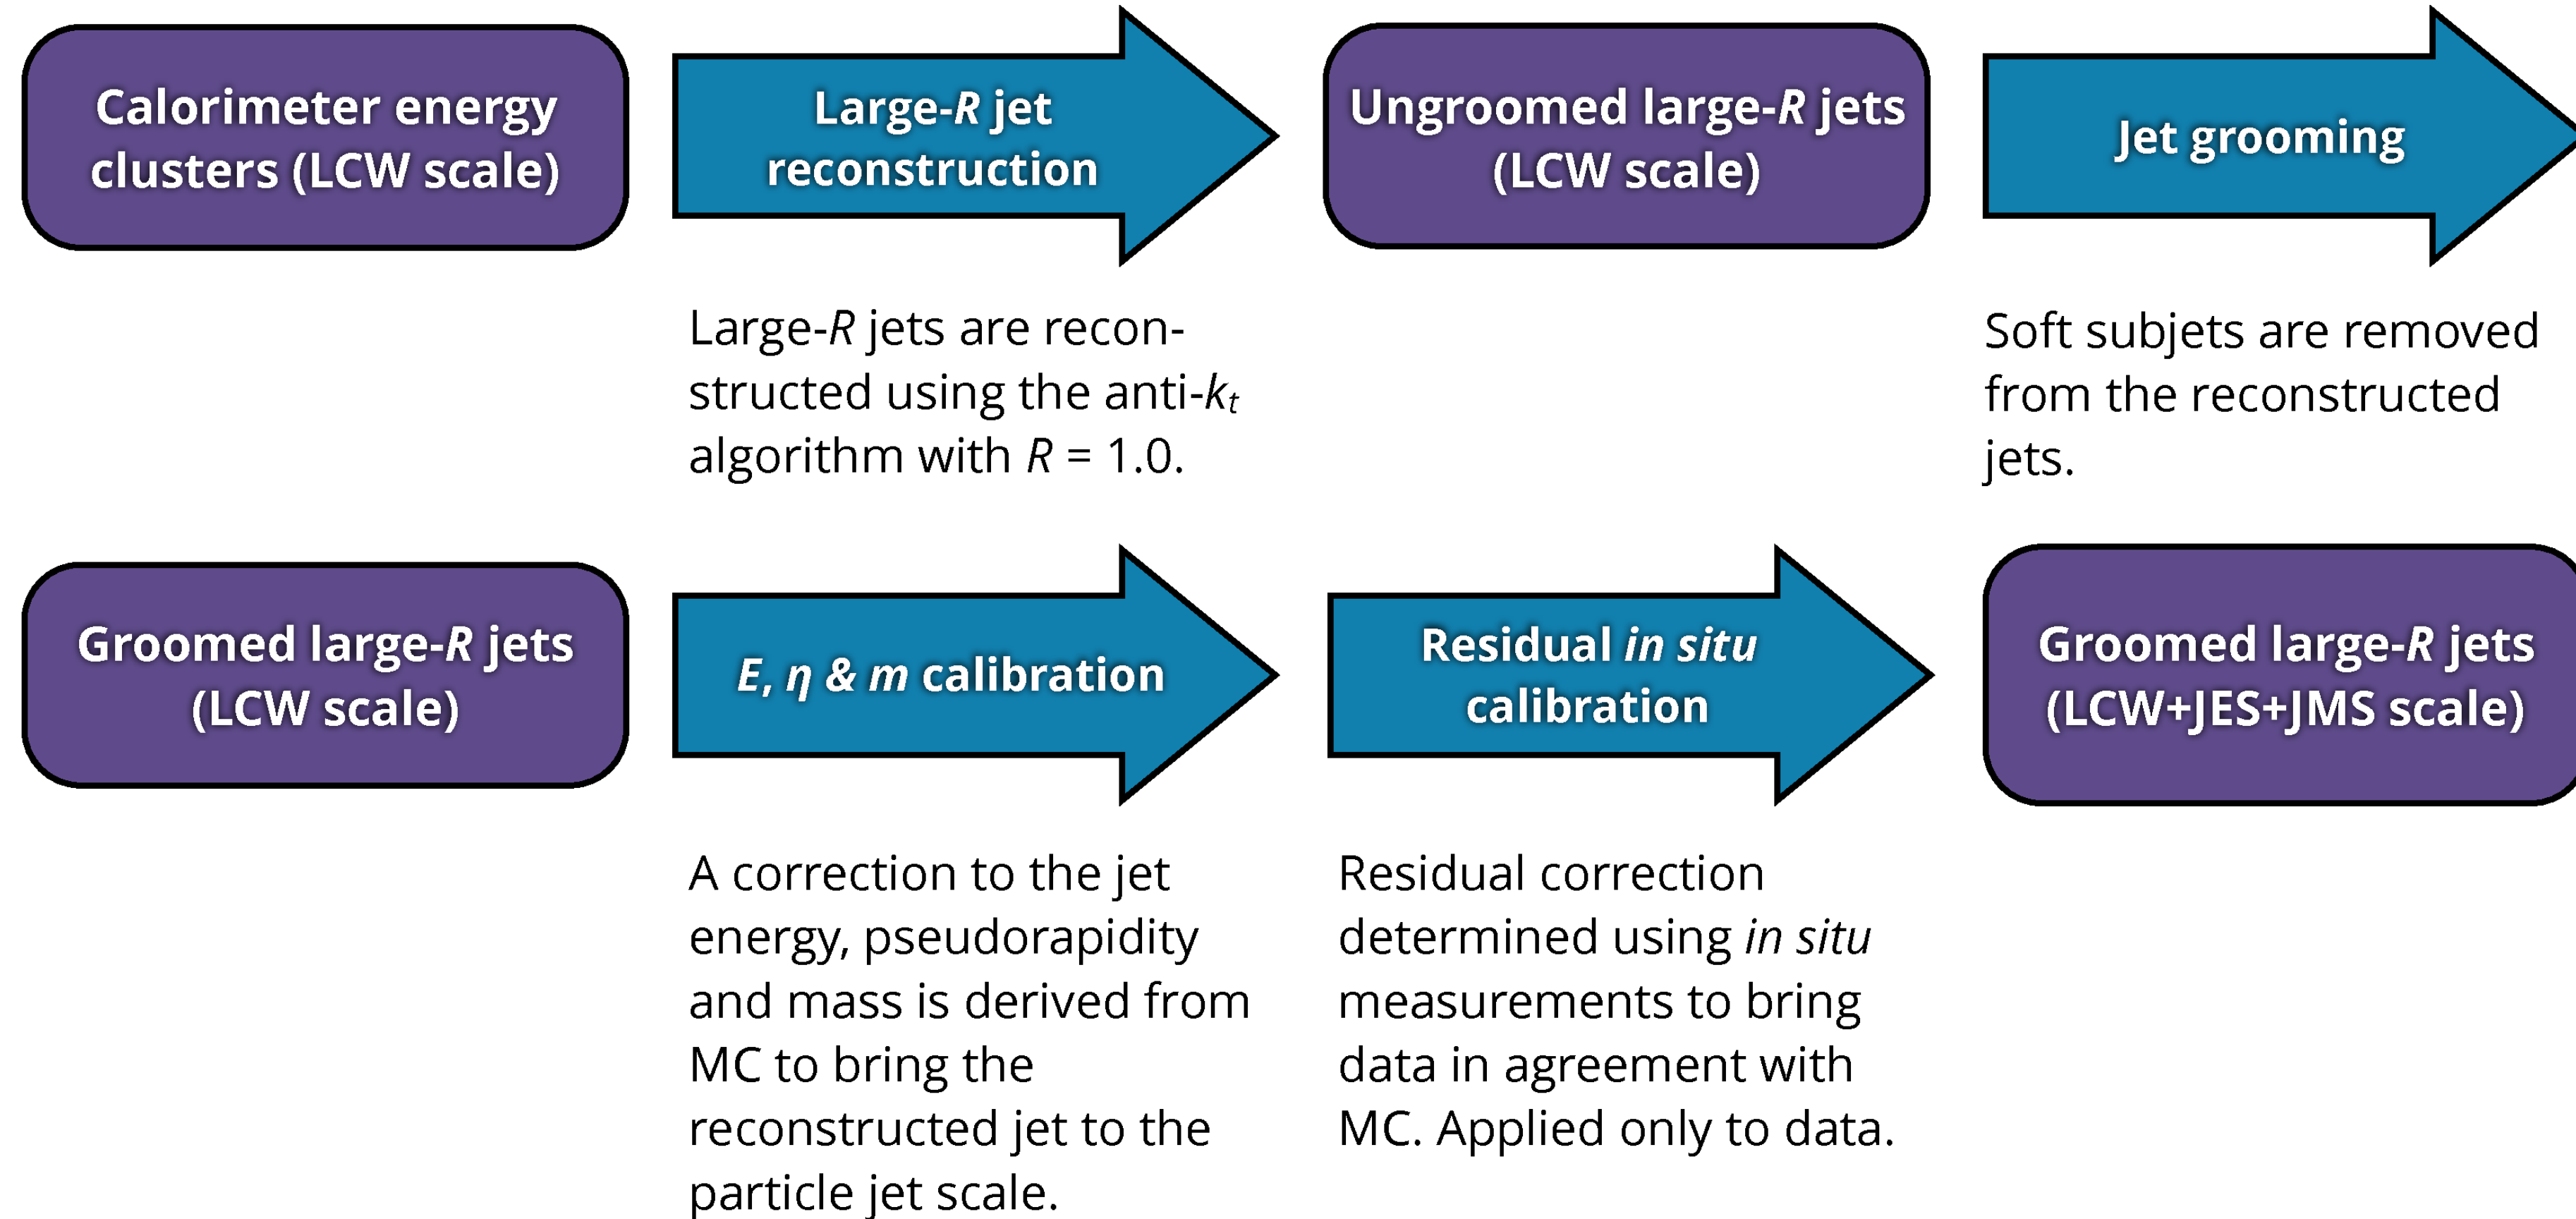 Calorimeter energy
clusters (LCW scale)
Large-R jet
reconstruction
Ungroomed large-R jets
(LCW scale)
Jet grooming
Large-R jets are recon-
structed using the anti-kt
algorithm with R = 1.0.
Soft subjets are removed
from the reconstructed
jets.
Groomed large-R jets
(LCW scale)
E, η & m calibration
Residual in situ
calibration
Groomed large-R jets
(LCW+JES+JMS scale)
A correction to the jet
energy, pseudorapidity
and mass is derived from
MC to bring the
reconstructed jet to the
particle jet scale.
Residual correction
determined using in situ
measurements to bring
data in agreement with
MC. Applied only to data.